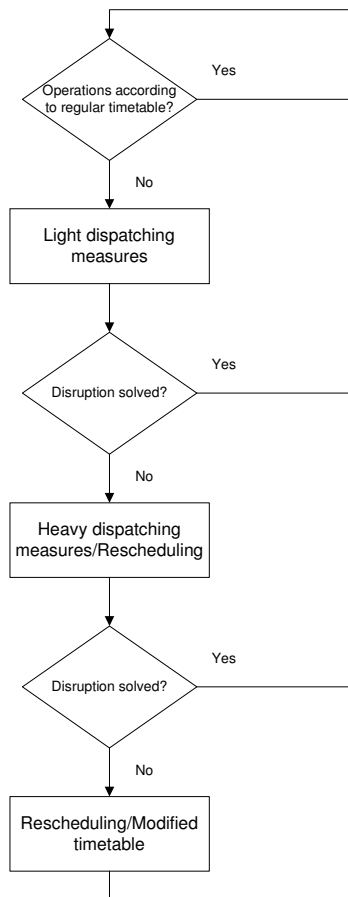 Operations according
to regular timetable?
Yes
No
Light dispatching
measures
Yes
Disruption solved?
No
Heavy dispatching
measures/Rescheduling
Yes
Disruption solved?
No
Rescheduling/Modified
timetable